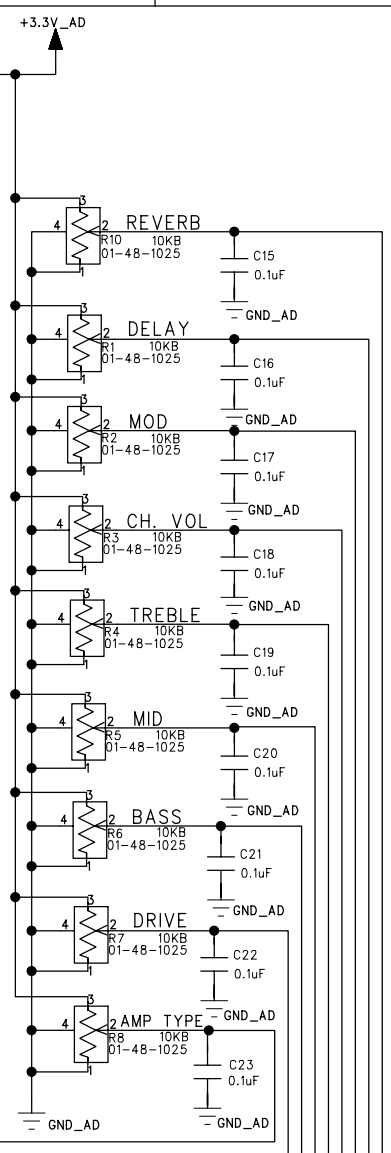 +3.3V_AD
3
4 2 REVERB
R10 10KB
01-48-1025
1
C15
0.1uF
GND_AD
3
4 2 DELAY
R1 10KB
01-48-1025
1
C16
0.1uF
GND_AD
3
4 2 MOD
R2 10KB
01-48-1025
1
C17
0.1uF
GND_AD
3
4 2 CH. VOL
R3 10KB
01-48-1025
1
C18
0.1uF
GND_AD
3
4 2 TREBLE
R4 10KB
01-48-1025
1
C19
0.1uF
GND_AD
3
4 2 MID
R5 10KB
01-48-1025
1
C20
0.1uF
GND_AD
3
4 2 BASS
R6 10KB
01-48-1025
1
C21
0.1uF
GND_AD
3
4 2 DRIVE
R7 10KB
01-48-1025
1
C22
0.1uF
GND_AD
3
4 2 AMP TYPE
R8 10KB
01-48-1025
1
C23
0.1uF
GND_AD
GND_AD